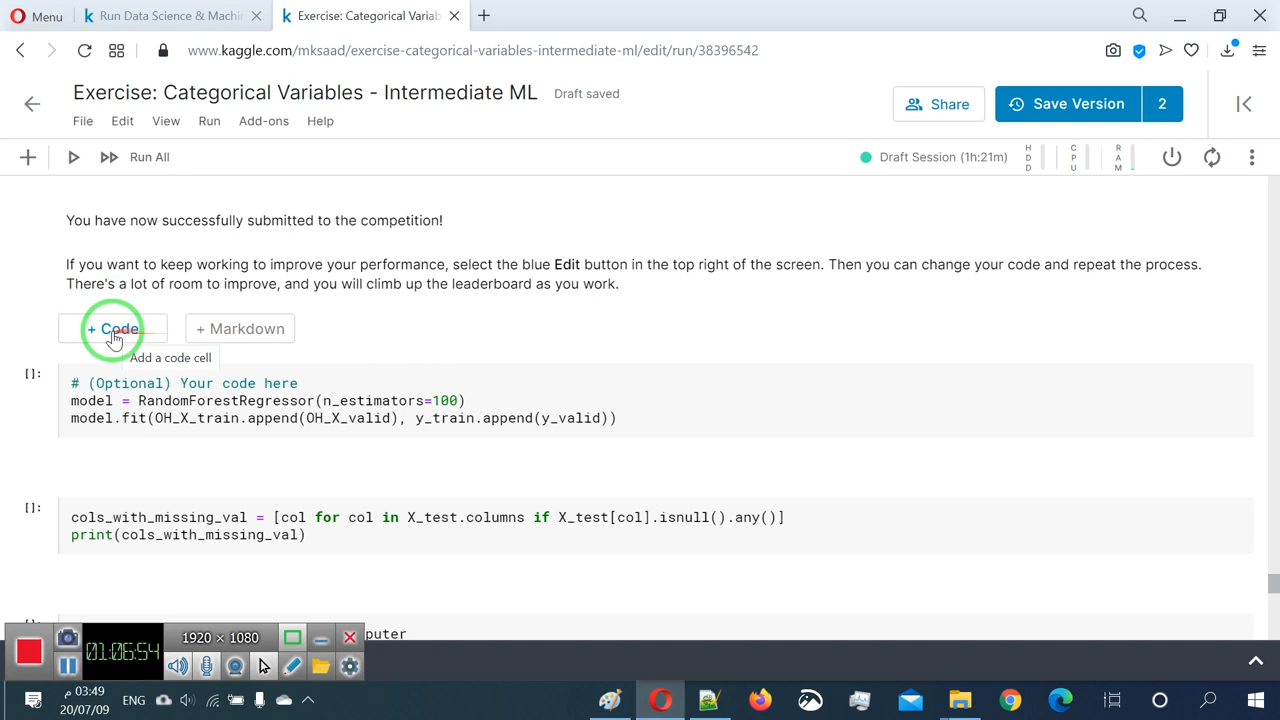 Menu
Run Data Science & Machi
Exercise: Categorical Variab
www.kaggle.com/mksaad/exercise-categorical-variables-intermediate-ml/edit/run/38396542
Exercise: Categorical Variables - Intermediate ML
Draft saved
File Edit View Run Add-ons Help
Share
Save Version 2
Run All
Draft Session (1h:21m)
HDD
CPU
RAM
You have now successfully submitted to the competition!
If you want to keep working to improve your performance, select the blue Edit button in the top right of the screen. Then you can change your code and repeat the process.
There's a lot of room to improve, and you will climb up the leaderboard as you work.
+ Code
+ Markdown
Add a code cell
[]:
# (Optional) Your code here
model = RandomForestRegressor(n_estimators=100)
model.fit(OH_X_train.append(OH_X_valid), y_train.append(y_valid))
[]:
cols_with_missing_val = [col for col in X_test.columns if X_test[col].isnull().any()]
print(cols_with_missing_val)
puter
01:06:54
1920 × 1080
ENG
03:49 م
20/07/09